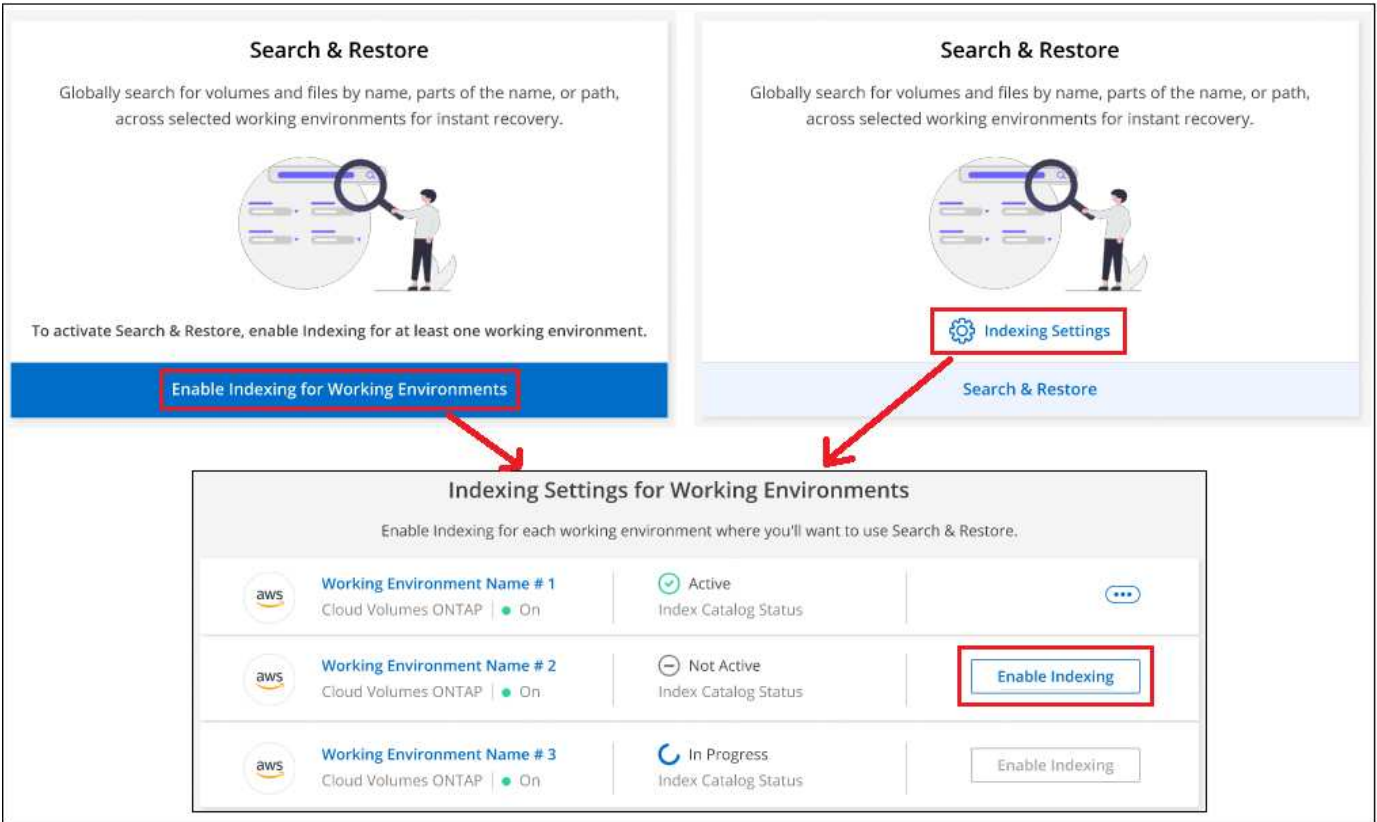 Search & Restore
Globally search for volumes and files by name, parts of the name, or path,
across selected working environments for instant recovery.
To activate Search & Restore, enable Indexing for at least one working environment.
Enable Indexing for Working Environments
Search & Restore
Globally search for volumes and files by name, parts of the name, or path,
across selected working environments for instant recovery.
Indexing Settings
Search & Restore
Indexing Settings for Working Environments
Enable Indexing for each working environment where you'll want to use Search & Restore.
aws
Working Environment Name # 1
Cloud Volumes ONTAP | On
Active
Index Catalog Status
aws
Working Environment Name # 2
Cloud Volumes ONTAP | On
Not Active
Index Catalog Status
Enable Indexing
aws
Working Environment Name # 3
Cloud Volumes ONTAP | On
In Progress
Index Catalog Status
Enable Indexing